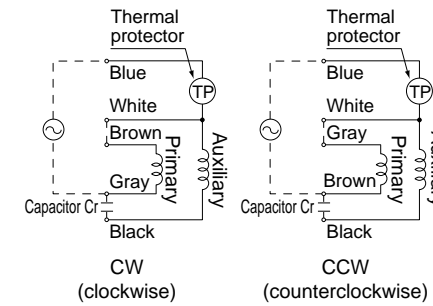 Thermal
protector
Blue
TP
White
Brown
Primary
Auxiliary
Gray
Capacitor Cr
Black
CW
(clockwise)
Thermal
protector
Blue
TP
White
Gray
Primary
Brown
Capacitor Cr
Black
CCW
(counterclockwise)